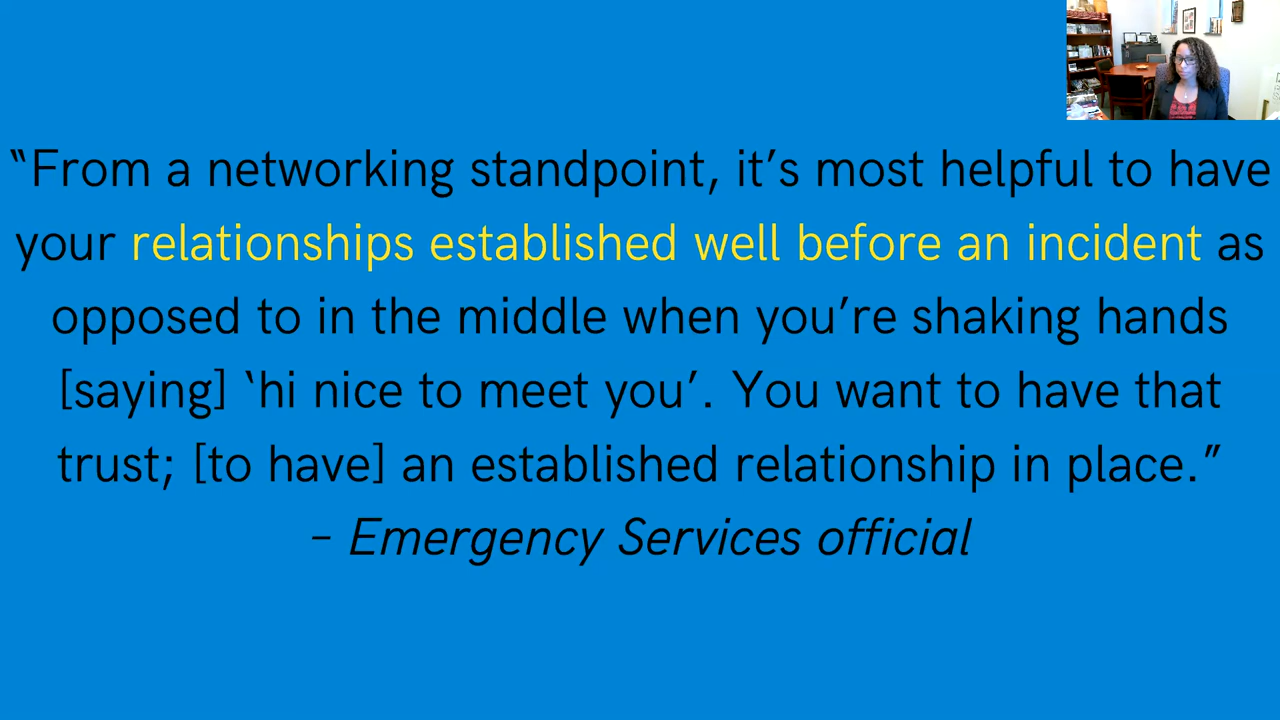 “From a networking standpoint, it’s most helpful to have
your relationships established well before an incident as
opposed to in the middle when you’re shaking hands
[saying] ‘hi nice to meet you’. You want to have that
trust; [to have] an established relationship in place.”
– Emergency Services official